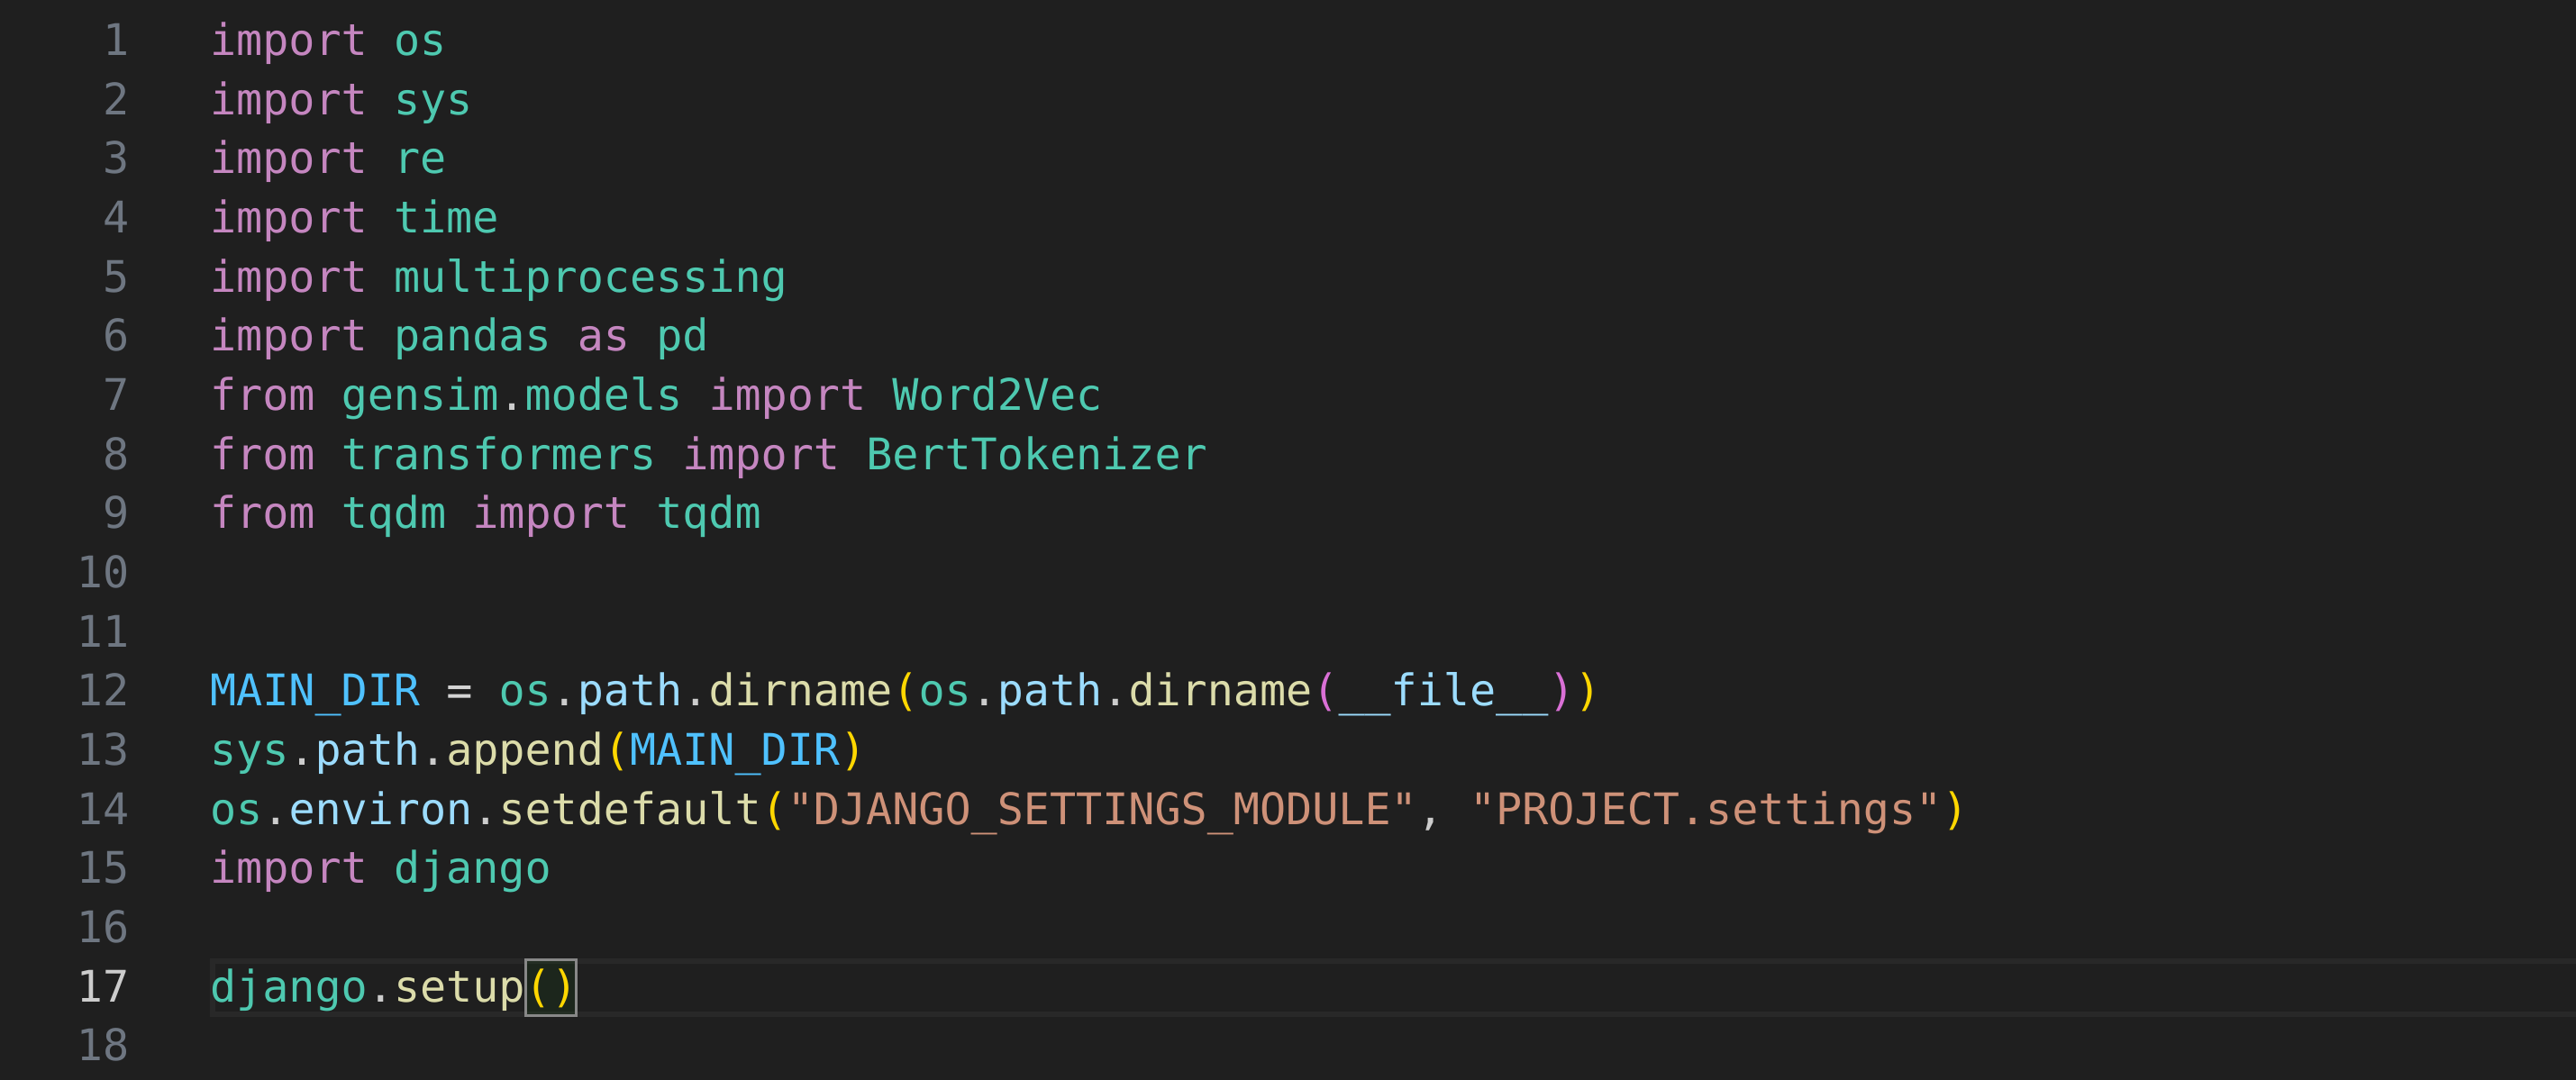 1 import os
2 import sys
3 import re
4 import time
5 import multiprocessing
6 import pandas as pd
7 from gensim.models import Word2Vec
8 from transformers import BertTokenizer
9 from tqdm import tqdm
10
11
12 MAIN_DIR = os.path.dirname(os.path.dirname(__file__))
13 sys.path.append(MAIN_DIR)
14 os.environ.setdefault("DJANGO_SETTINGS_MODULE", "PROJECT.settings")
15 import django
16
17 django.setup()
18